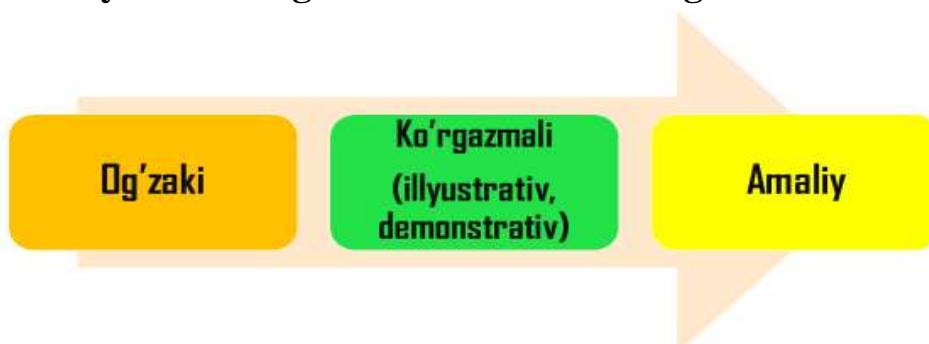 Og'zaki
Ko'rgazmali
(illyustrativ,
demonstrativ)
Amaliy